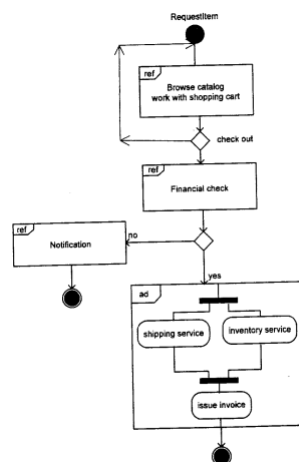 RequestItem
ref
Browse catalog
work with shopping cart
check out
ref
Financial check
ref
Notification
no
yes
ad
shipping service
inventory service
issue invoice